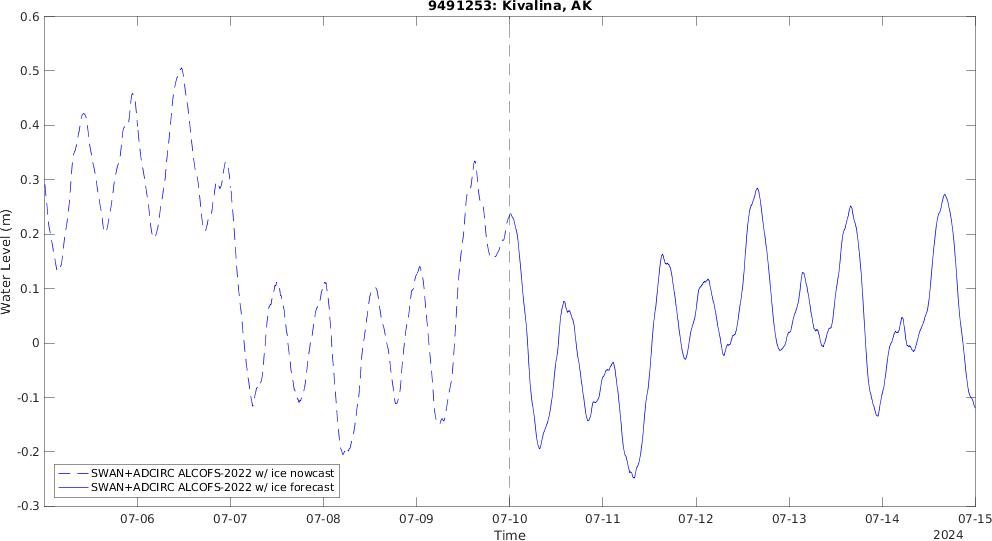 9491253: Kivalina, AK
0.6
0.5
0.4
0.3
0.2
0.1
0
-0.1
-0.2
-0.3
Water Level (m)
SWAN+ADCIRC ALCOFS-2022 w/ ice nowcast
SWAN+ADCIRC ALCOFS-2022 w/ ice forecast
07-06 07-07 07-08 07-09 07-10 07-11 07-12 07-13 07-14 07-15
Time
2024